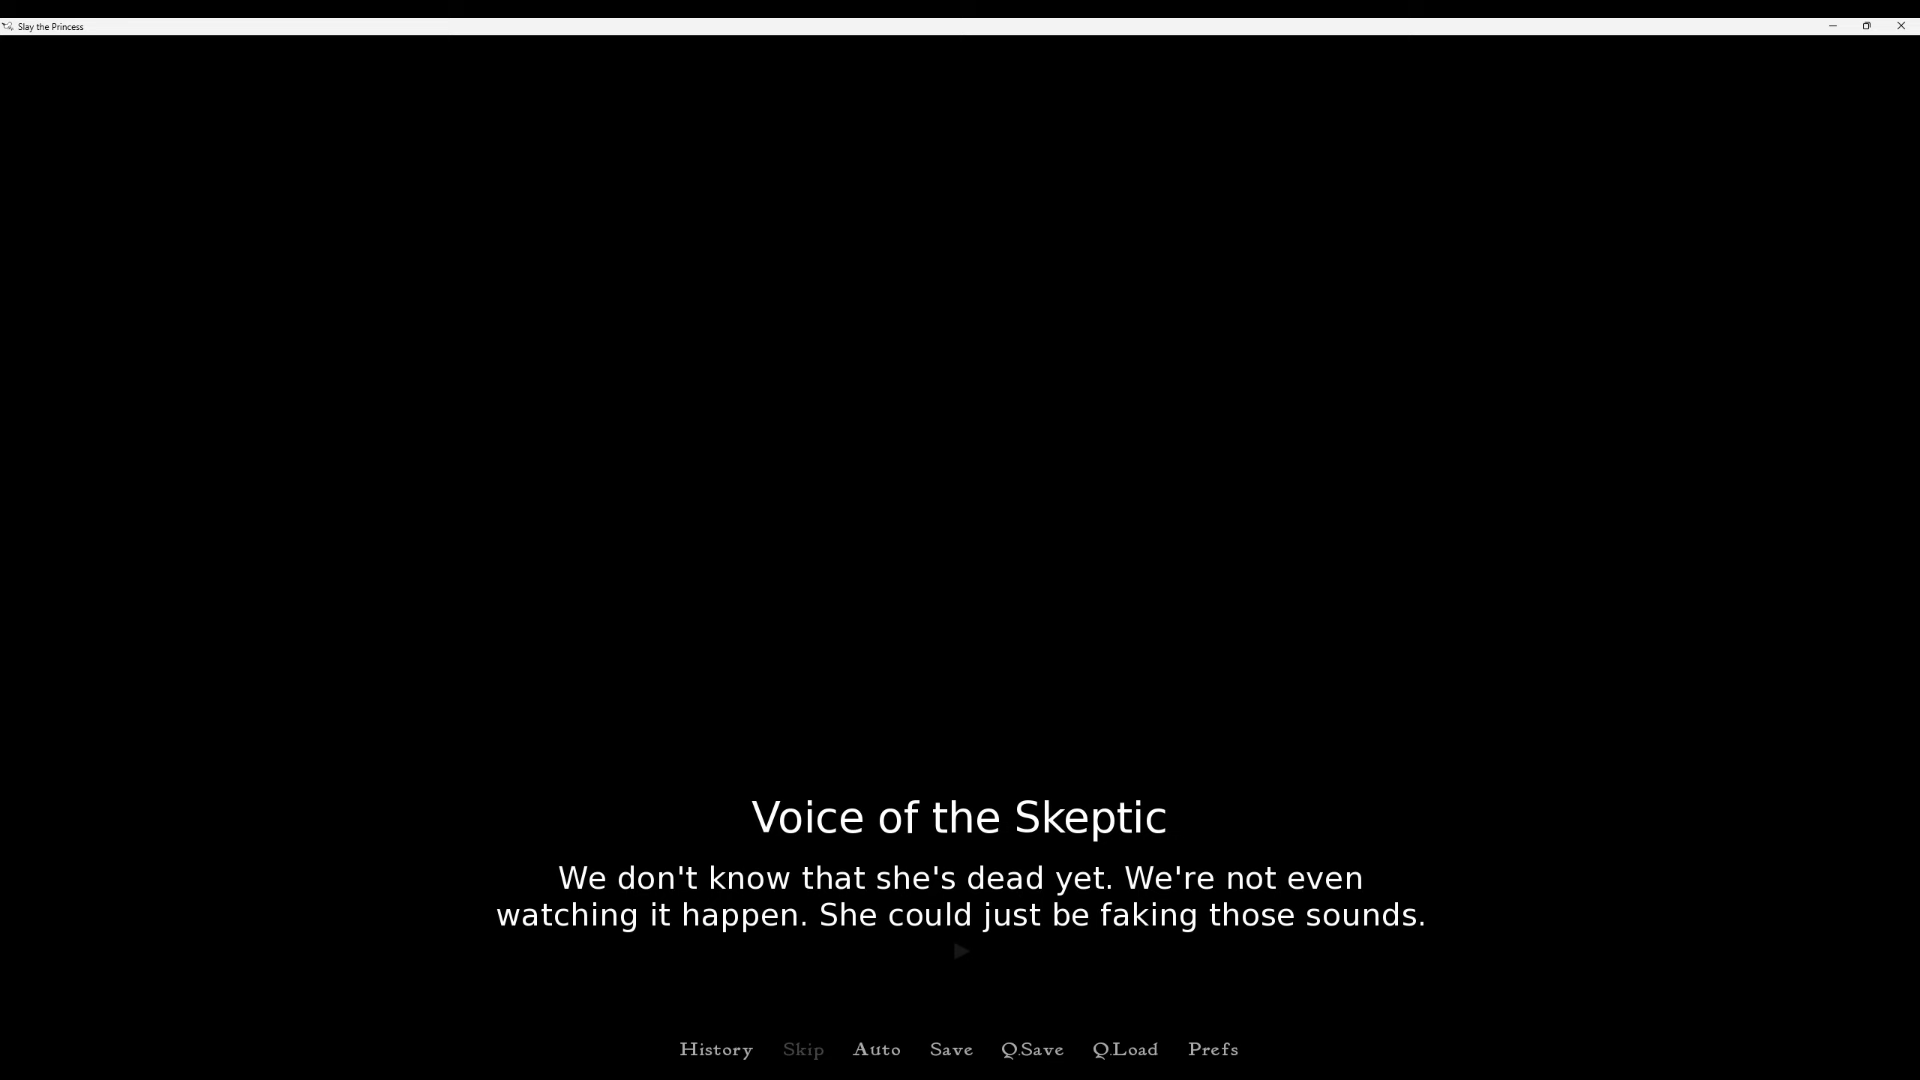 Slay the Princess
Voice of the Skeptic
We don't know that she's dead yet. We're not even
watching it happen. She could just be faking those sounds.
History Skip Auto Save Q.Save Q.Load Prefs